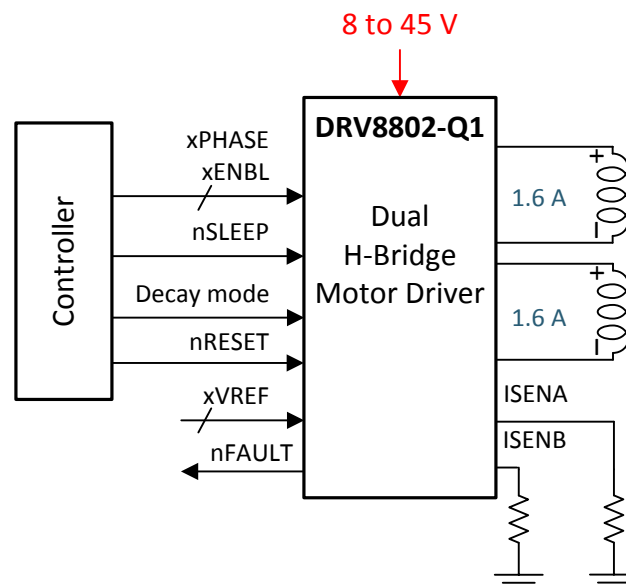 8 to 45 V
DRV8802-Q1
Dual
H-Bridge
Motor Driver
Controller
xPHASE
xENBL
nSLEEP
Decay mode
nRESET
xVREF
nFAULT
+
1.6 A
–
+
1.6 A
–
ISENA
ISENB